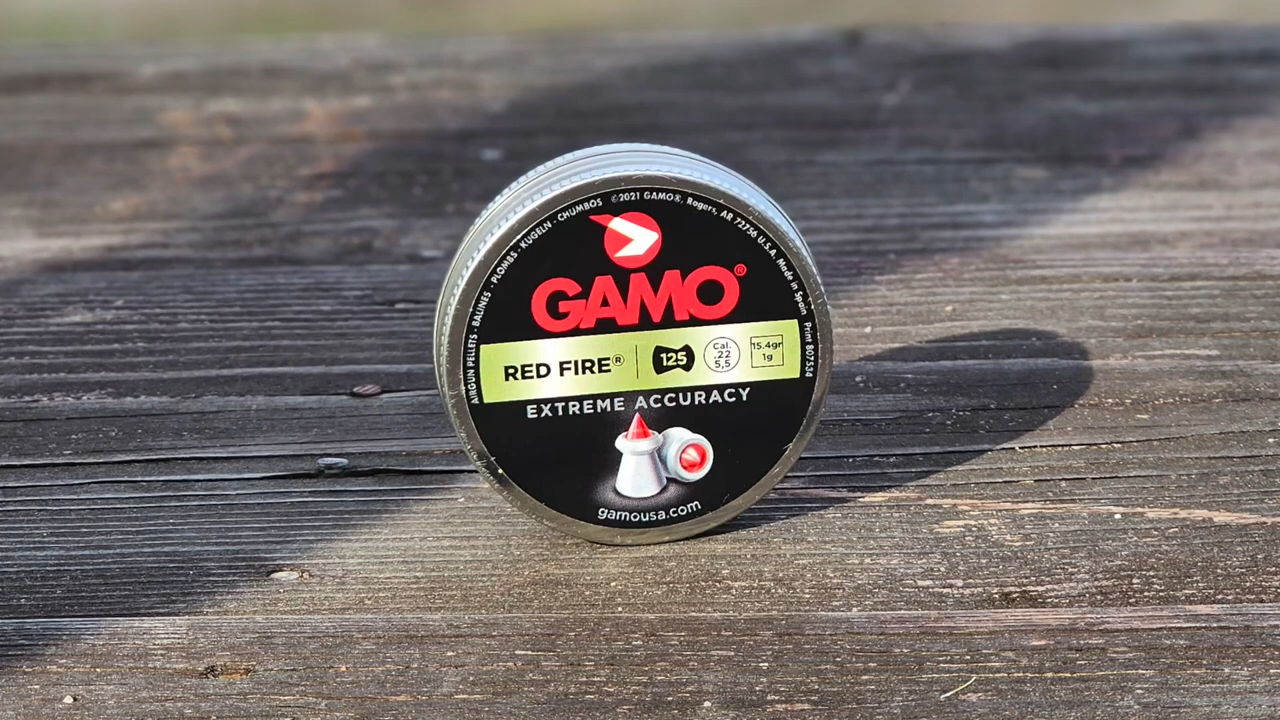 AIRGUN PELLETS - BALINES - PLOMBS - KUGELN - CHUMBOS ©2021 GAMO®, Rogers, AR 72756 U.S.A. Made in Spain Print 807534
GAMO®
RED FIRE® 125 Cal. .22 5,5 15.4gr 1g
EXTREME ACCURACY
gamousa.com